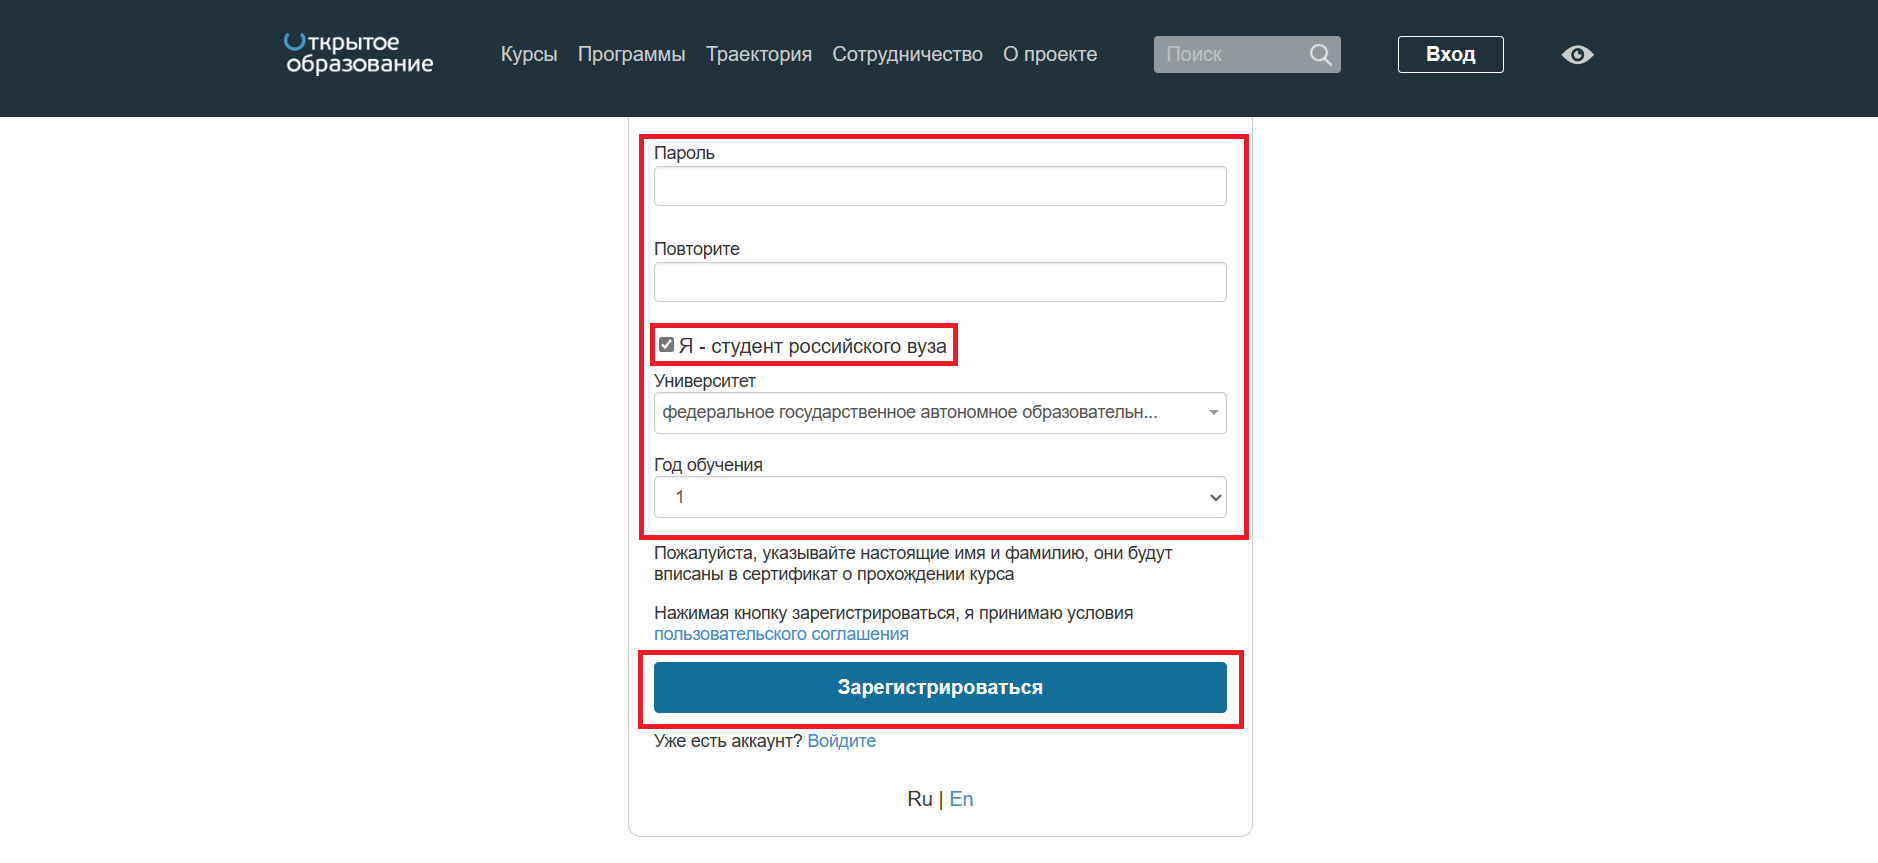 Открытое
образование
Курсы Программы Траектория Сотрудничество О проекте Поиск Вход
Пароль
Повторите
Я - студент российского вуза
Университет
федеральное государственное автономное образовательн...
Год обучения
1
Пожалуйста, указывайте настоящие имя и фамилию, они будут
вписаны в сертификат о прохождении курса
Нажимая кнопку зарегистрироваться, я принимаю условия
пользовательского соглашения
Зарегистрироваться
Уже есть аккаунт? Войдите
Ru | En